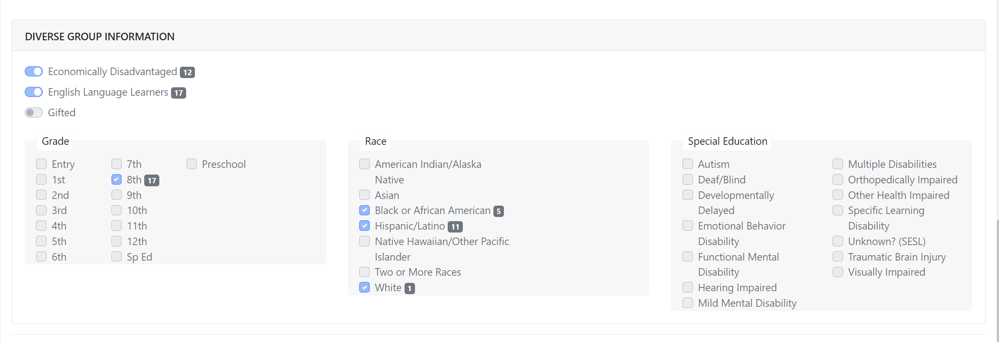 DIVERSE GROUP INFORMATION
Economically Disadvantaged 12
English Language Learners 17
Gifted
Grade
Entry
1st
2nd
3rd
4th
5th
6th
7th
8th 17
9th
10th
11th
12th
Sp Ed
Preschool
Race
American Indian/Alaska
Native
Asian
Black or African American 5
Hispanic/Latino 11
Native Hawaiian/Other Pacific
Islander
Two or More Races
White 1
Special Education
Autism
Deaf/Blind
Developmentally
Delayed
Emotional Behavior
Disability
Functional Mental
Disability
Hearing Impaired
Mild Mental Disability
Multiple Disabilities
Orthopedically Impaired
Other Health Impaired
Specific Learning
Disability
Unknown? (SESL)
Traumatic Brain Injury
Visually Impaired